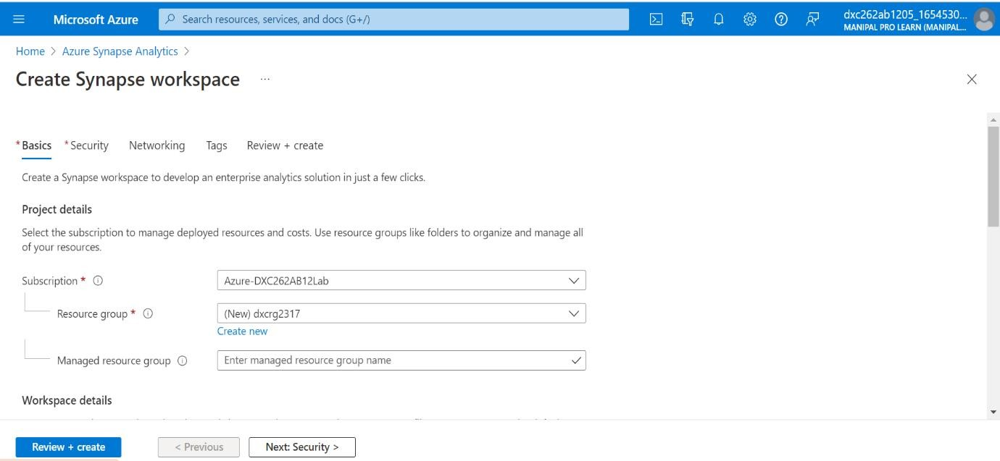 Microsoft Azure
Search resources, services, and docs (G+/)
dxc262ab1205_1654530...
MANIPAL PRO LEARN (MANIPAL...
Home > Azure Synapse Analytics >
Create Synapse workspace ...
* Basics * Security Networking Tags Review + create
Create a Synapse workspace to develop an enterprise analytics solution in just a few clicks.
Project details
Select the subscription to manage deployed resources and costs. Use resource groups like folders to organize and manage all
of your resources.
Subscription * Azure-DXC262AB12Lab
Resource group * (New) dxcrg2317
Create new
Managed resource group Enter managed resource group name
Workspace details
Review + create < Previous Next: Security >